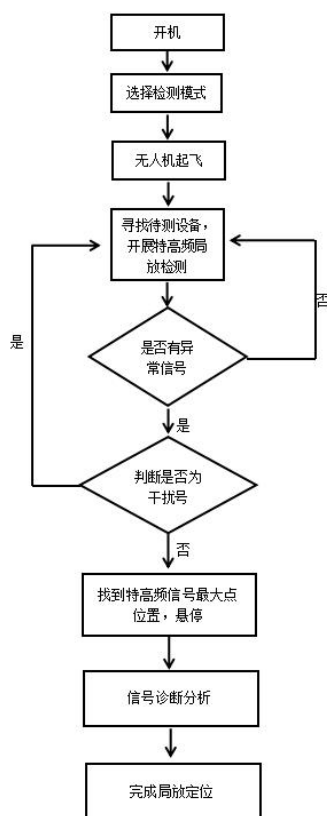 开机
选择检测模式
无人机起飞
寻找待测设备，
开展特高频局
放检测
否
是
是否有异
常信号
是
判断是否为
干扰号
否
找到特高频信号最大点
位置，悬停
信号诊断分析
完成局放定位